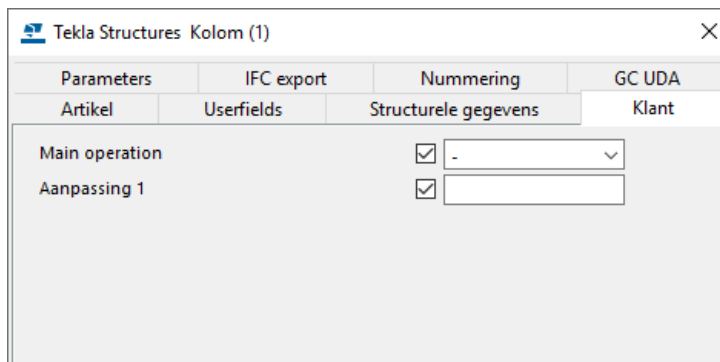 Tekla Structures Kolom (1)
Parameters IFC export Nummering GC UDA
Artikel Userfields Structurele gegevens Klant
Main operation -
Aanpassing 1